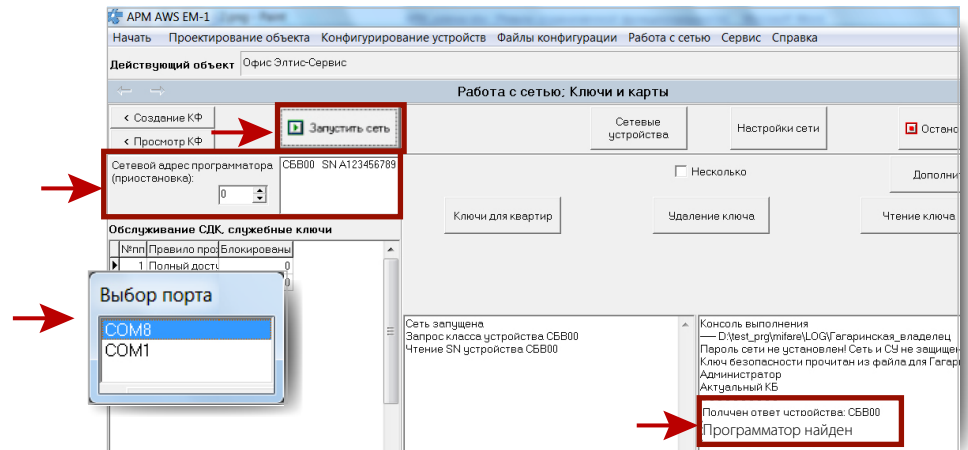 АРМ AWS EM-1
Начать Проектирование объекта Конфигурирование устройств Файлы конфигурации Работа с сетью Сервис Справка
Действующий объект Офис Элтис-Сервис
Работа с сетью; Ключи и карты
< Создание КФ
< Просмотр КФ
Запустить сеть
Сетевые
устройства
Настройки сети
Останс
Сетевой адрес программатора
(приостановка):
0
СБВ00 SN A123456789
Несколько
Дополни
Ключи для квартир
Удаление ключа
Чтение ключа
Обслуживание СДК, служебные ключи
№пп Правило про: Блокированы
1 Полный досту 0
0
Выбор порта
COM8
COM1
Сеть запущена
Запрос класса устройства СБВ00
Чтение SN устройства СБВ00
Консоль выполнения
---- D:\test_prg\mifare\LOG\Гагаринская_владелец
Пароль сети не установлен! Сеть и СУ не защищен
Ключ безопасности прочитан из файла для Гагар
Администратор
Актуальный КБ
Получен ответ устройства: СБВ00
Программатор найден